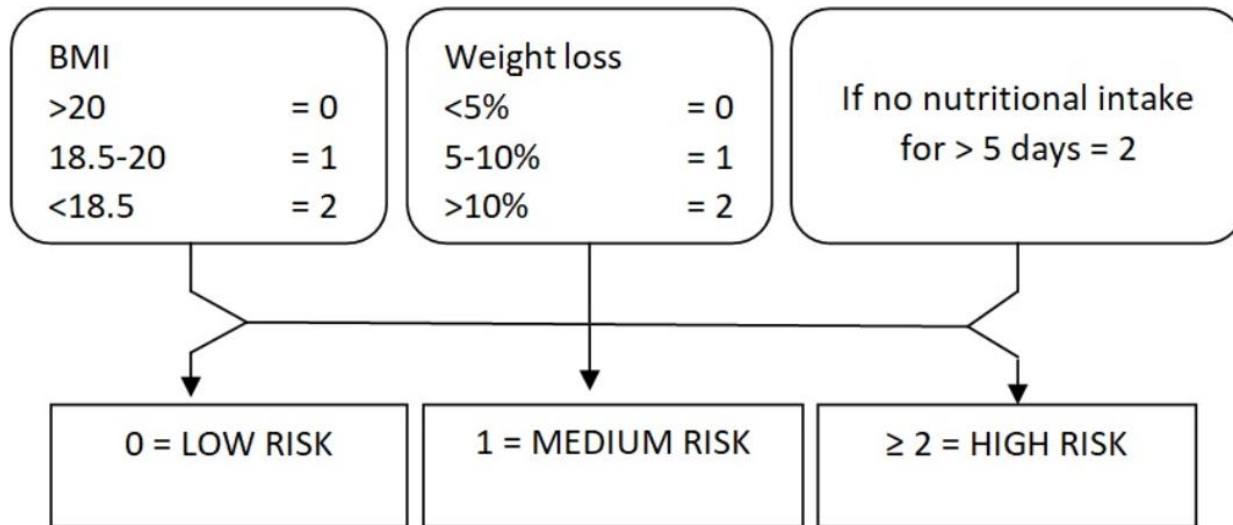 BMI
>20 = 0
18.5-20 = 1
<18.5 = 2
Weight loss
<5% = 0
5-10% = 1
>10% = 2
If no nutritional intake
for > 5 days = 2
0 = LOW RISK
1 = MEDIUM RISK
≥ 2 = HIGH RISK